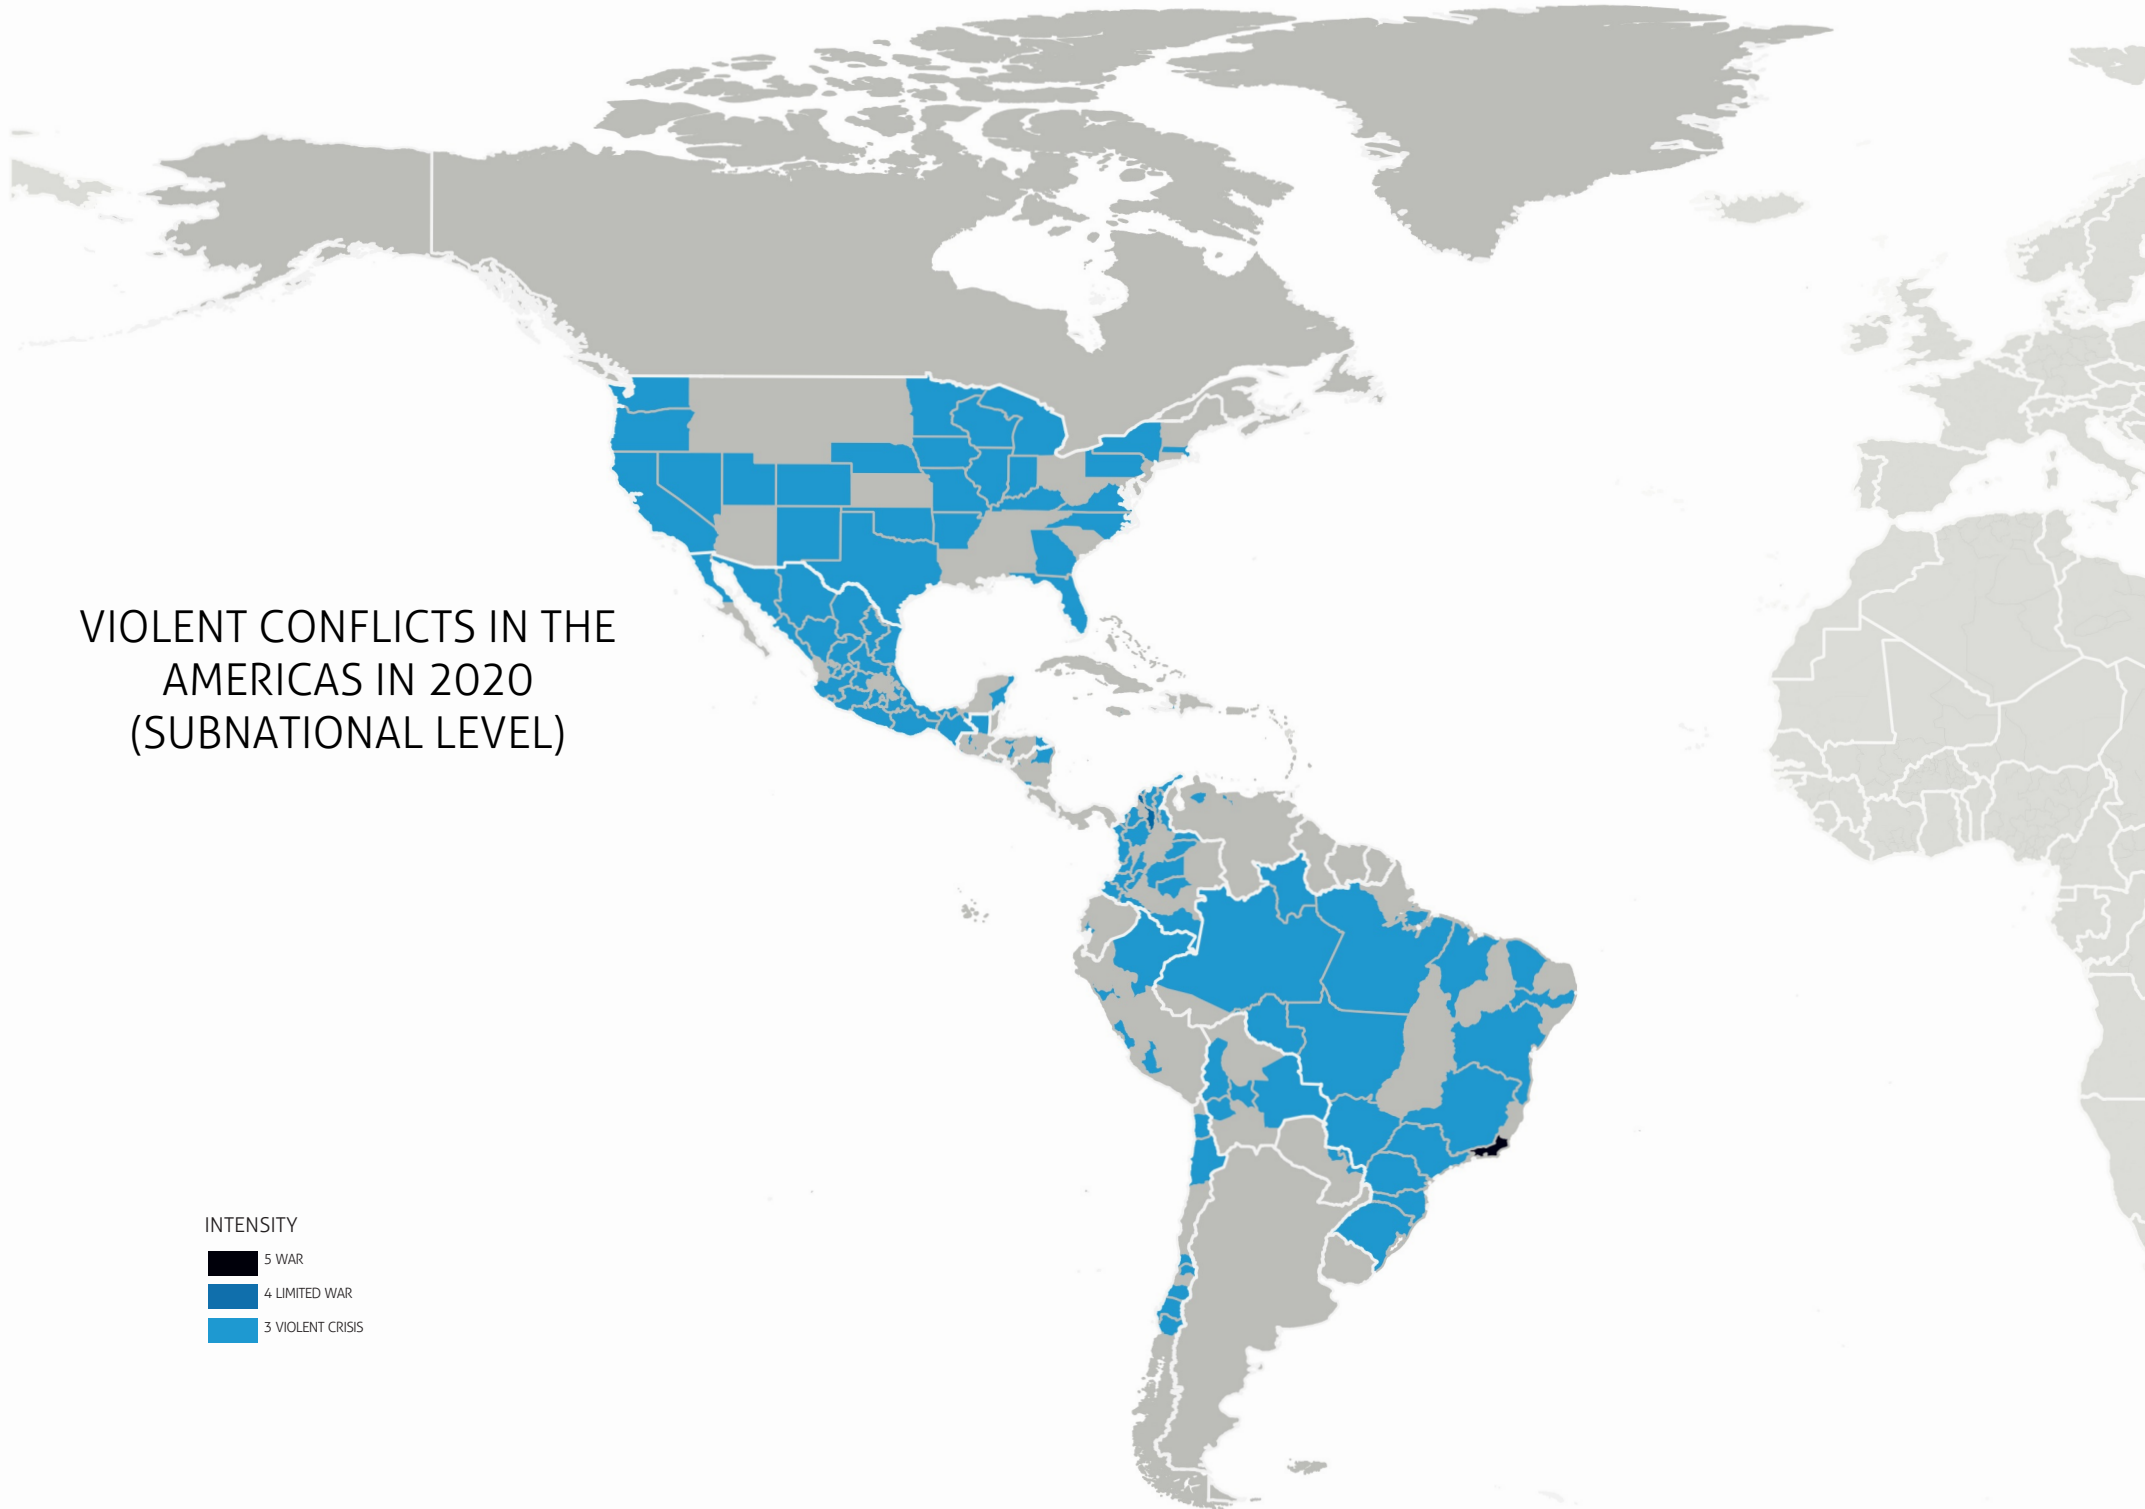 VIOLENT CONFLICTS IN THE
AMERICAS IN 2020
(SUBNATIONAL LEVEL)
INTENSITY
5 WAR
4 LIMITED WAR
3 VIOLENT CRISIS